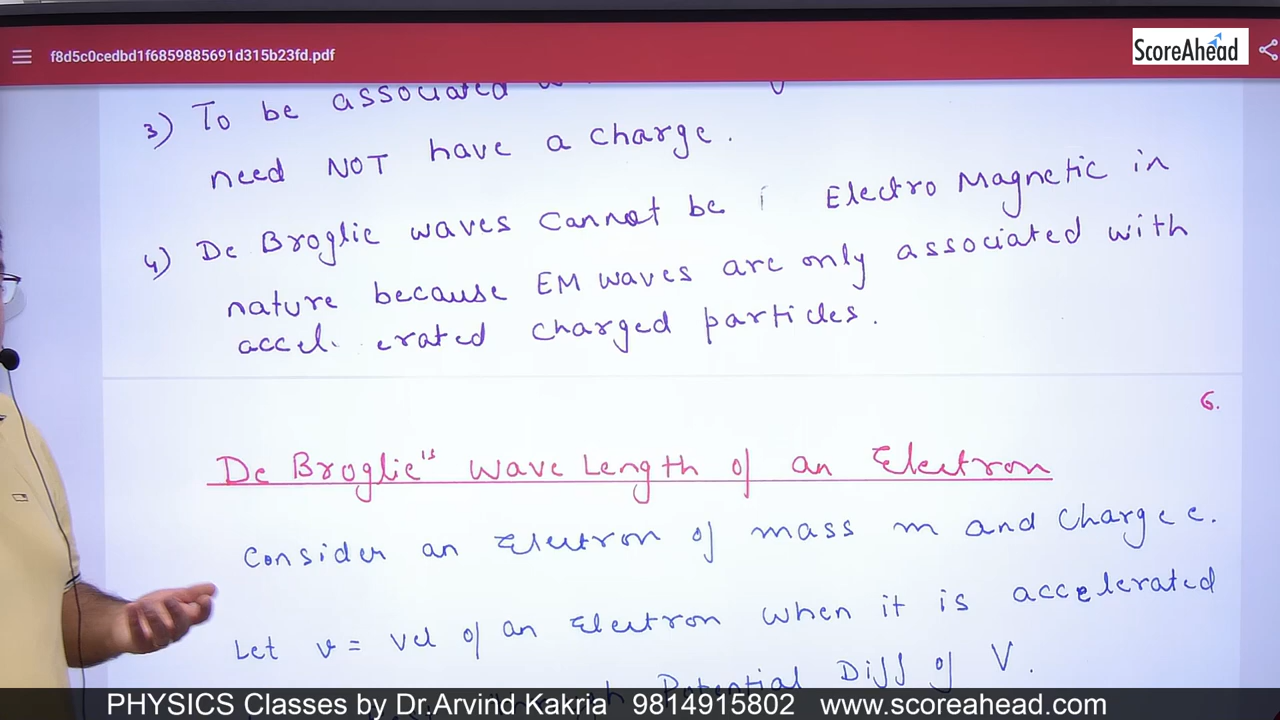 f8d5c0cedbd1f6859885691d315b23fd.pdf
ScoreAhead
3) To be associated
need NOT have a charge.
4) De Broglie waves cannot be Electro Magnetic in
nature because EM waves are only associated with
accel. erated charged particles.
6.
De Broglie's Wave Length of an Electron
Consider an Electron of mass m and charge e.
Let v = vel of an Electron when it is accelerated
Potential Diff of V.
PHYSICS Classes by Dr.Arvind Kakria 9814915802 www.scoreahead.com